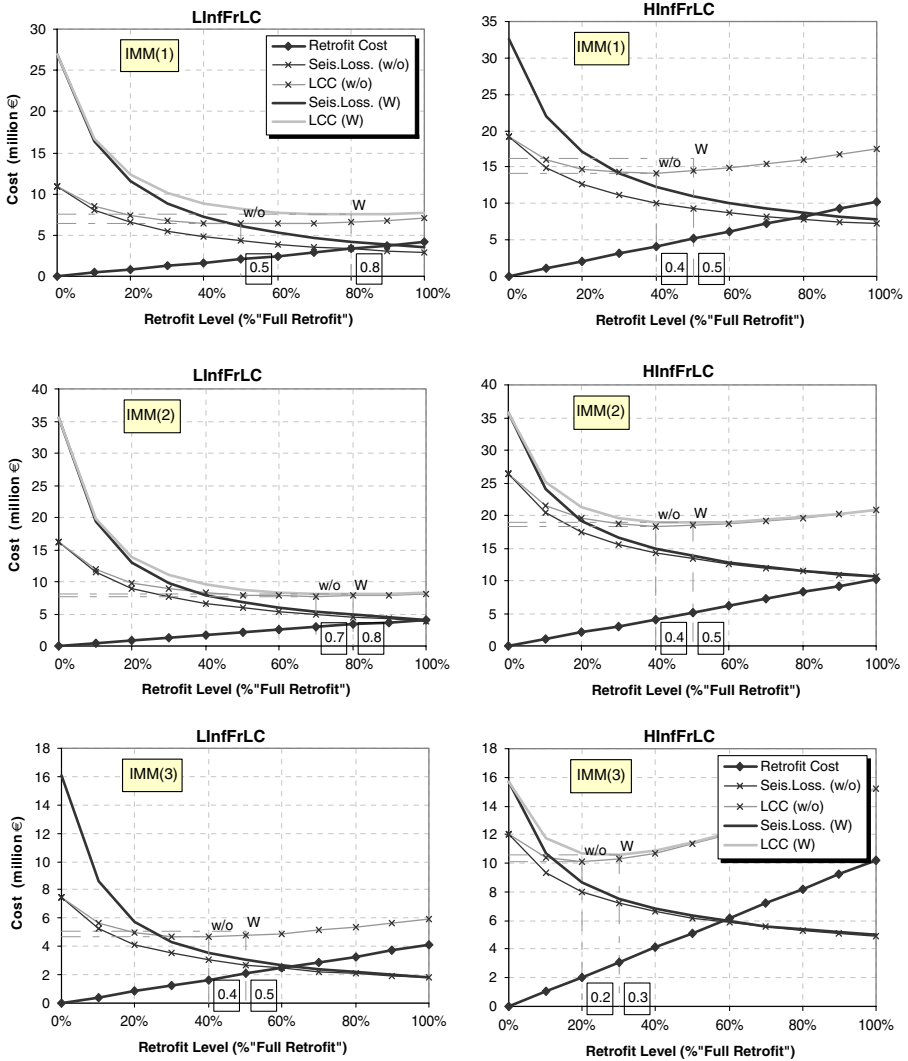 LInfFrLC
IMM(1)
Retrofit Cost
Seis.Loss. (w/o)
LCC (w/o)
Seis.Loss. (W)
LCC (W)
30
25
20
15
10
5
0
Cost (million €)
w/o
W
0.5
0.8
0%
20%
40%
60%
80%
100%
Retrofit Level (%"Full Retrofit")
HInfFrLC
IMM(1)
35
30
25
20
15
10
5
0
w/o
W
0.4
0.5
0%
20%
40%
60%
80%
100%
Retrofit Level (%"Full Retrofit")
LInfFrLC
IMM(2)
40
35
30
25
20
15
10
5
0
Cost (million €)
w/o
W
0.7
0.8
0%
20%
40%
60%
80%
100%
Retrofit Level (%"Full Retrofit")
HInfFrLC
IMM(2)
40
35
30
25
20
15
10
5
0
w/o
W
0.4
0.5
0%
20%
40%
60%
80%
100%
Retrofit Level (%"Full Retrofit")
LInfFrLC
IMM(3)
18
16
14
12
10
8
6
4
2
0
Cost (million €)
w/o
W
0.4
0.5
0%
20%
40%
60%
80%
100%
Retrofit Level (%"Full Retrofit")
HInfFrLC
IMM(3)
Retrofit Cost
Seis.Loss. (w/o)
LCC (w/o)
Seis.Loss. (W)
LCC (W)
18
16
14
12
10
8
6
4
2
0
w/o
W
0.2
0.3
0%
20%
40%
60%
80%
100%
Retrofit Level (%"Full Retrofit")